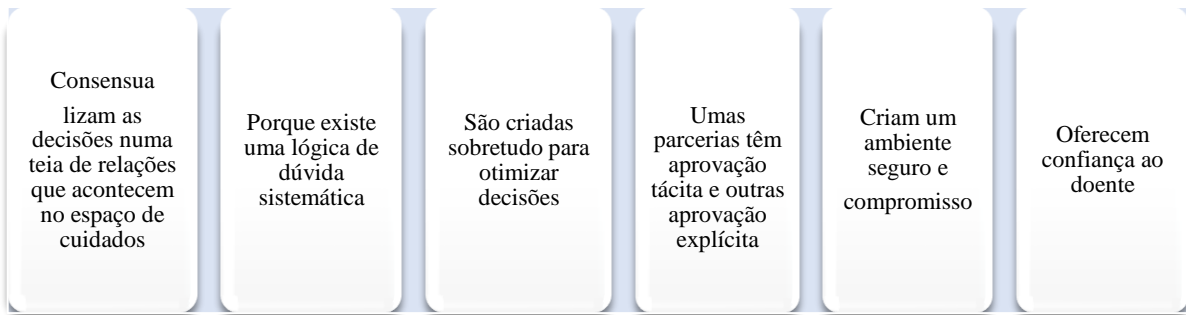 Consensua
lizam as
decisões numa
teia de relações
que acontecem
no espaço de
cuidados
Porque existe
uma lógica de
dúvida
sistemática
São criadas
sobretudo para
otimizar
decisões
Umas
parcerias têm
aprovação
tácita e outras
aprovação
explícita
Criam um
ambiente
seguro e
compromisso
Oferecem
confiança ao
doente